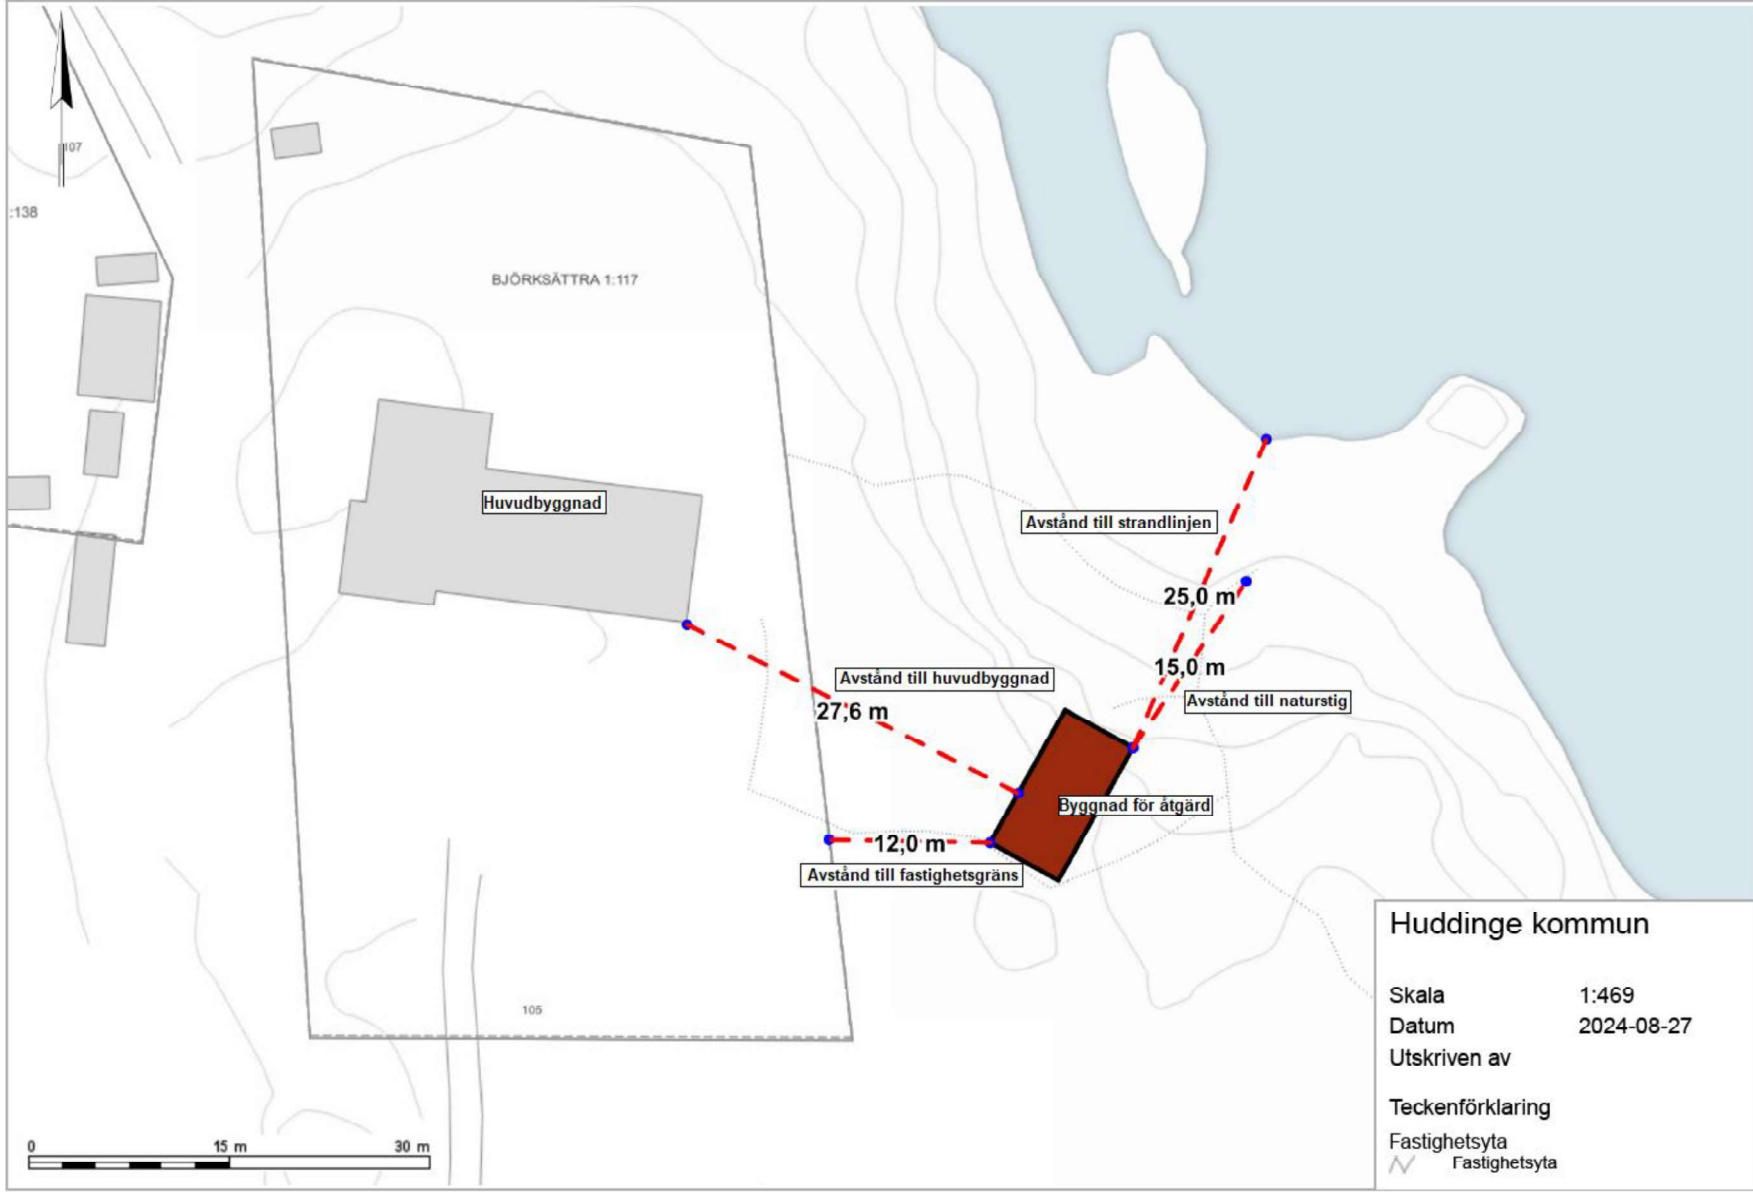 107
:138
BJÖRKSÄTTRA 1:117
Huvudbyggnad
Avstånd till strandlinjen
25,0 m
15,0 m
Avstånd till huvudbyggnad
27,6 m
Avstånd till naturstig
Byggnad för åtgärd
12,0 m
Avstånd till fastighetsgräns
105
0 15 m 30 m
Huddinge kommun
Skala 1:469
Datum 2024-08-27
Utskriven av
Teckenförklaring
Fastighetsyta
Fastighetsyta